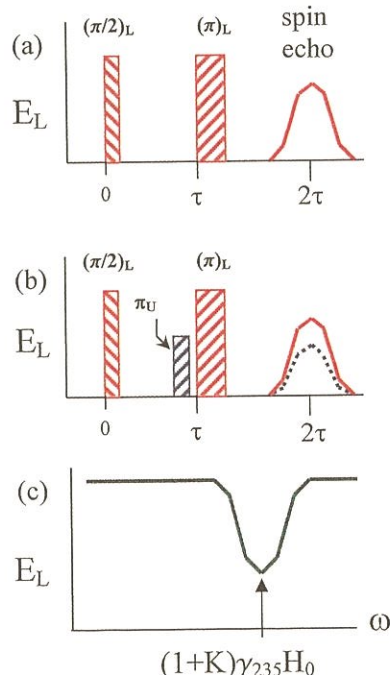 (a)
(π/2)L
(π)L
spin
echo
EL
0
τ
2τ
(b)
(π/2)L
πU
(π)L
EL
0
τ
2τ
(c)
EL
ω
(1+K)γ235H0